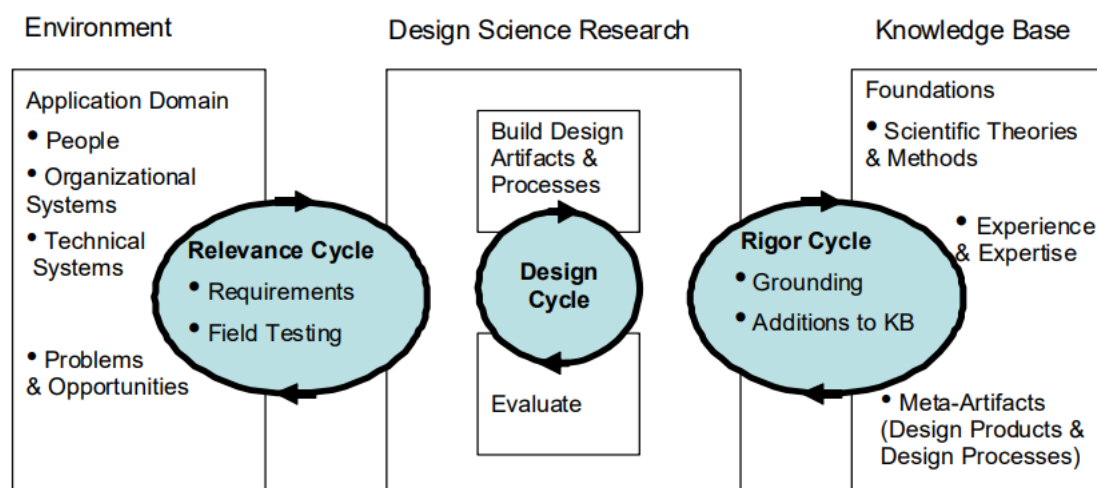 Environment
Design Science Research
Knowledge Base
Application Domain
• People
• Organizational
Systems
• Technical
Systems
• Problems
& Opportunities
Relevance Cycle
• Requirements
• Field Testing
Build Design
Artifacts &
Processes
Design
Cycle
Evaluate
Rigor Cycle
• Grounding
• Additions to KB
Foundations
• Scientific Theories
& Methods
• Experience
& Expertise
• Meta-Artifacts
(Design Products &
Design Processes)